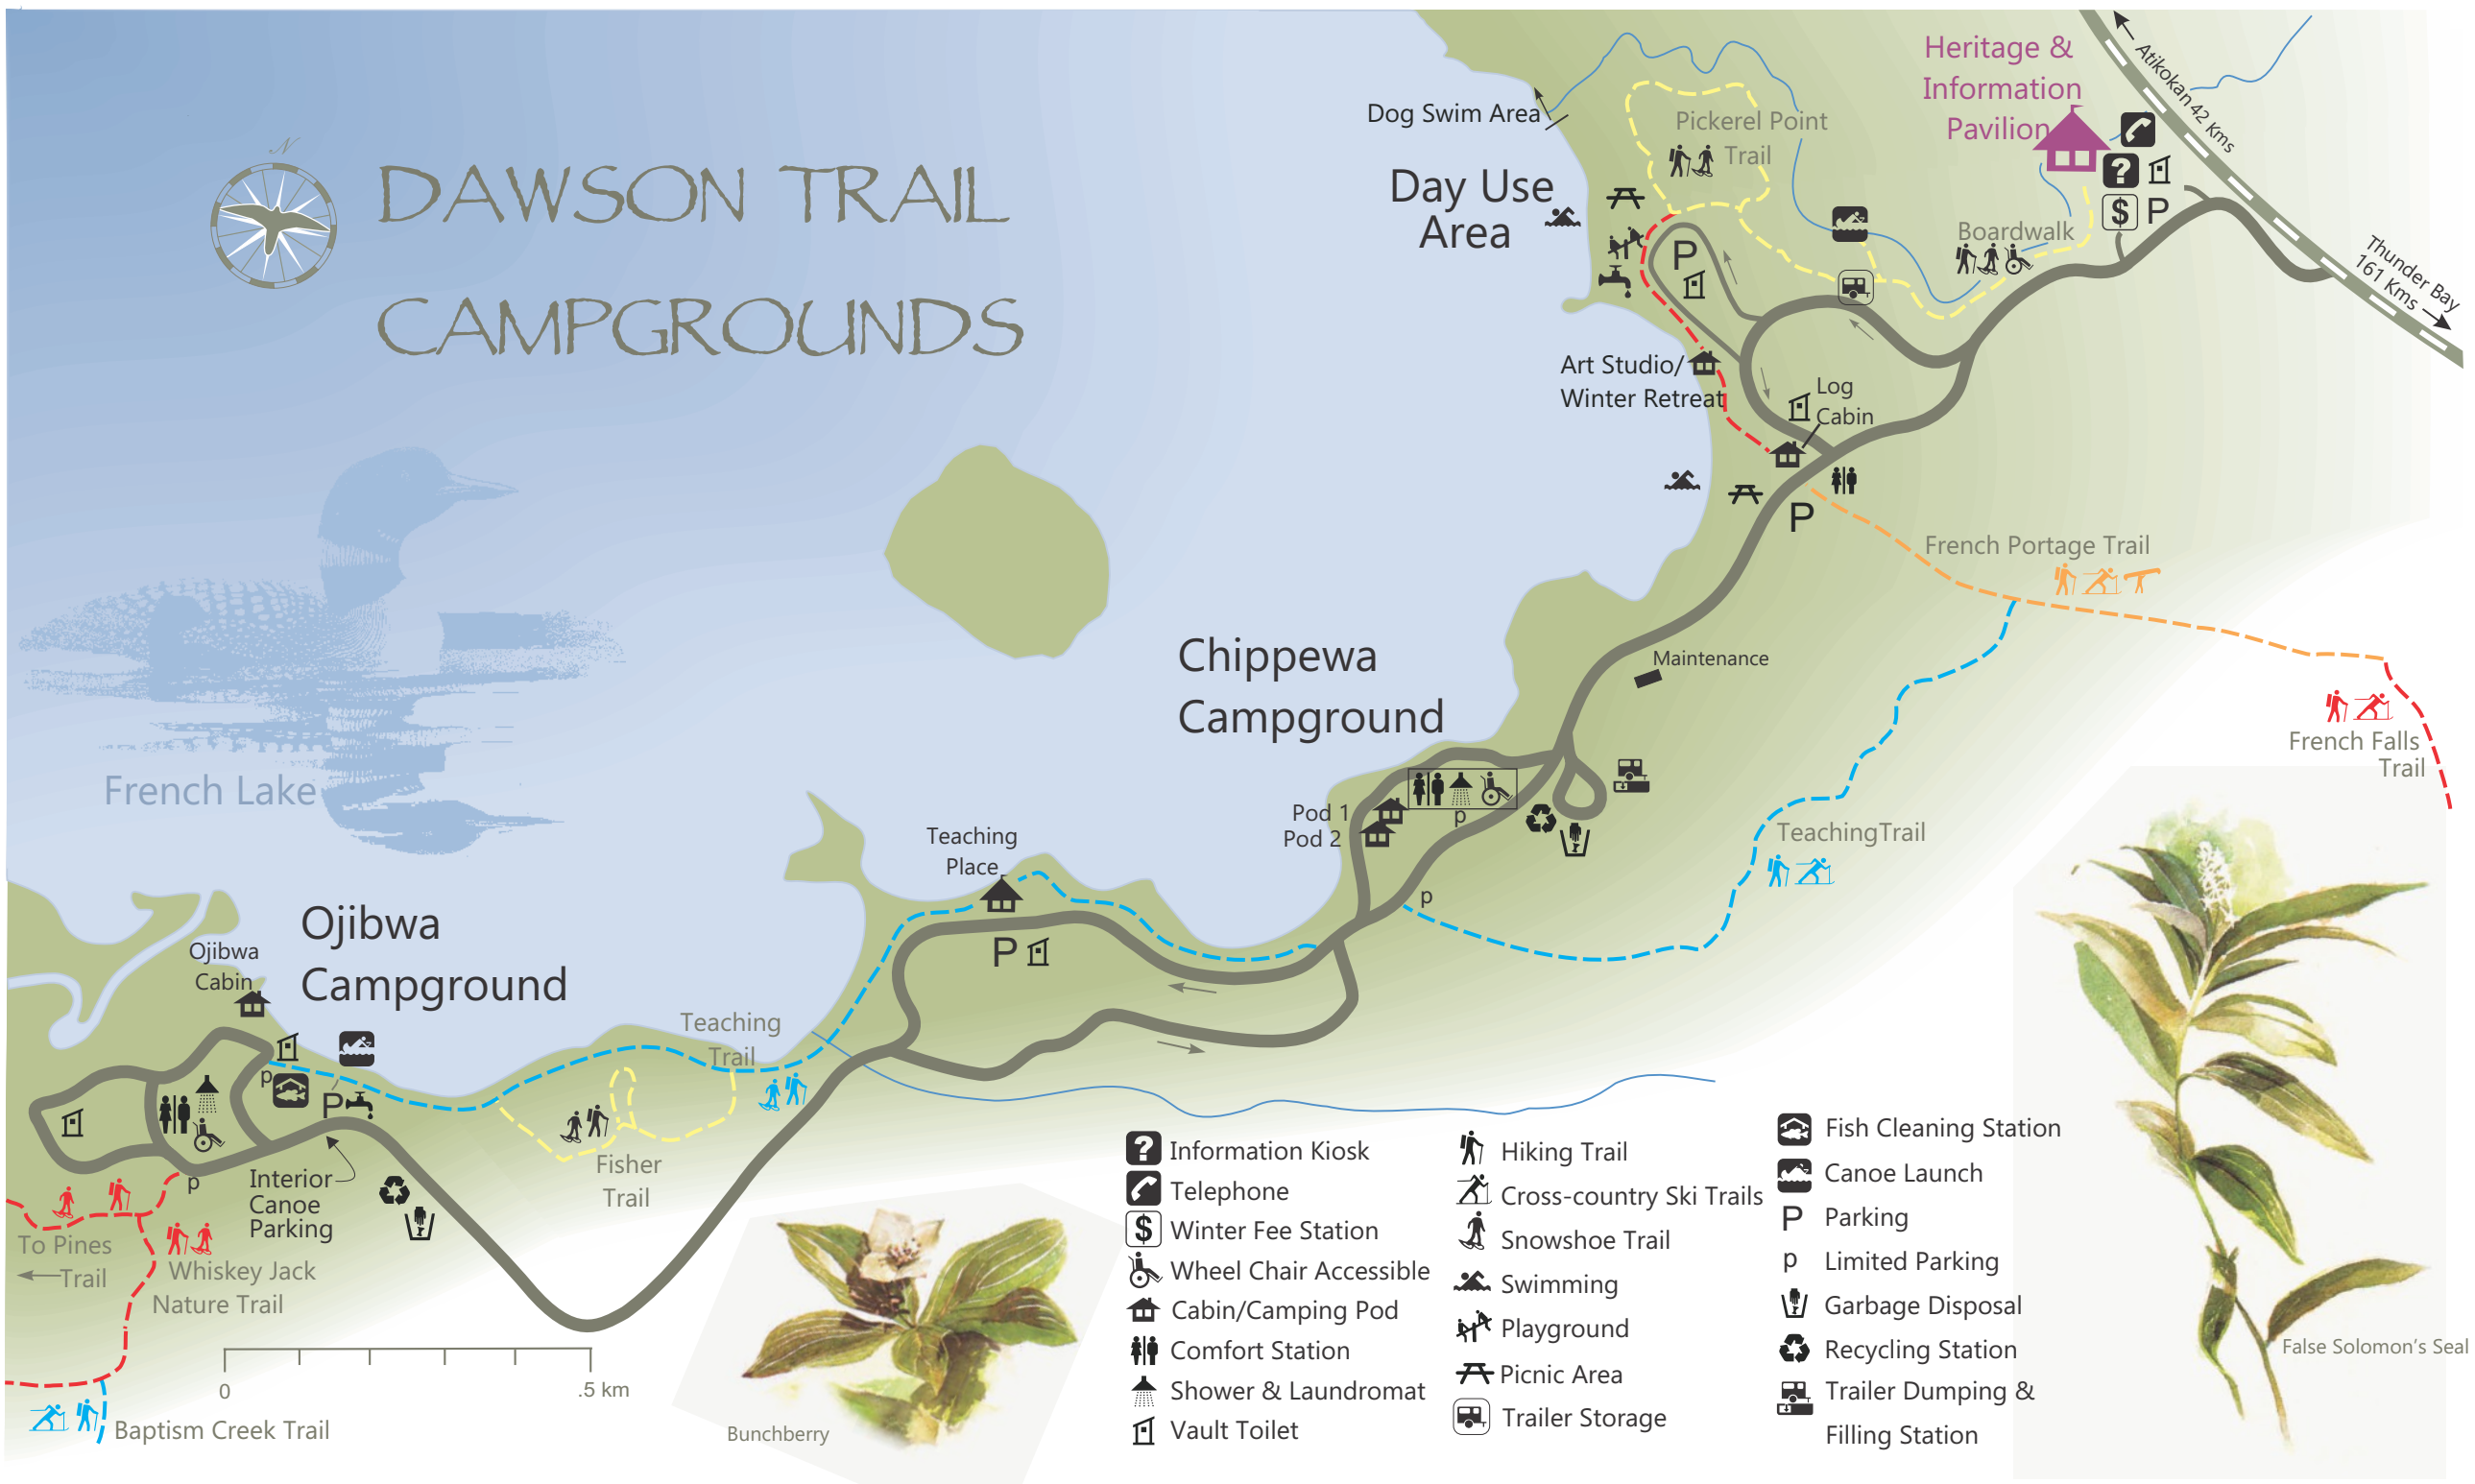 N
DAWSON TRAIL
CAMPGROUNDS
Heritage &
Information
Pavilion
Atikokan 42 Kms
Thunder Bay
161 Kms
?
$ P
Dog Swim Area
Pickerel Point
Trail
Day Use
Area
P
Boardwalk
Art Studio/
Winter Retreat
Log
Cabin
P
French Portage Trail
Chippewa
Campground
Maintenance
French Falls
Trail
French Lake
Pod 1
Pod 2
p
p
TeachingTrail
Teaching
Place
P
Ojibwa
Campground
Ojibwa
Cabin
Teaching
Trail
p
P
Interior
Canoe
Parking
p
Fisher
Trail
To Pines
Trail
Whiskey Jack
Nature Trail
0
.5 km
Baptism Creek Trail
Bunchberry
False Solomon's Seal
? Information Kiosk
Telephone
$ Winter Fee Station
Wheel Chair Accessible
Cabin/Camping Pod
Comfort Station
Shower & Laundromat
Vault Toilet
Hiking Trail
Cross-country Ski Trails
Snowshoe Trail
Swimming
Playground
Picnic Area
Trailer Storage
Fish Cleaning Station
Canoe Launch
P Parking
p Limited Parking
Garbage Disposal
Recycling Station
Trailer Dumping &
Filling Station